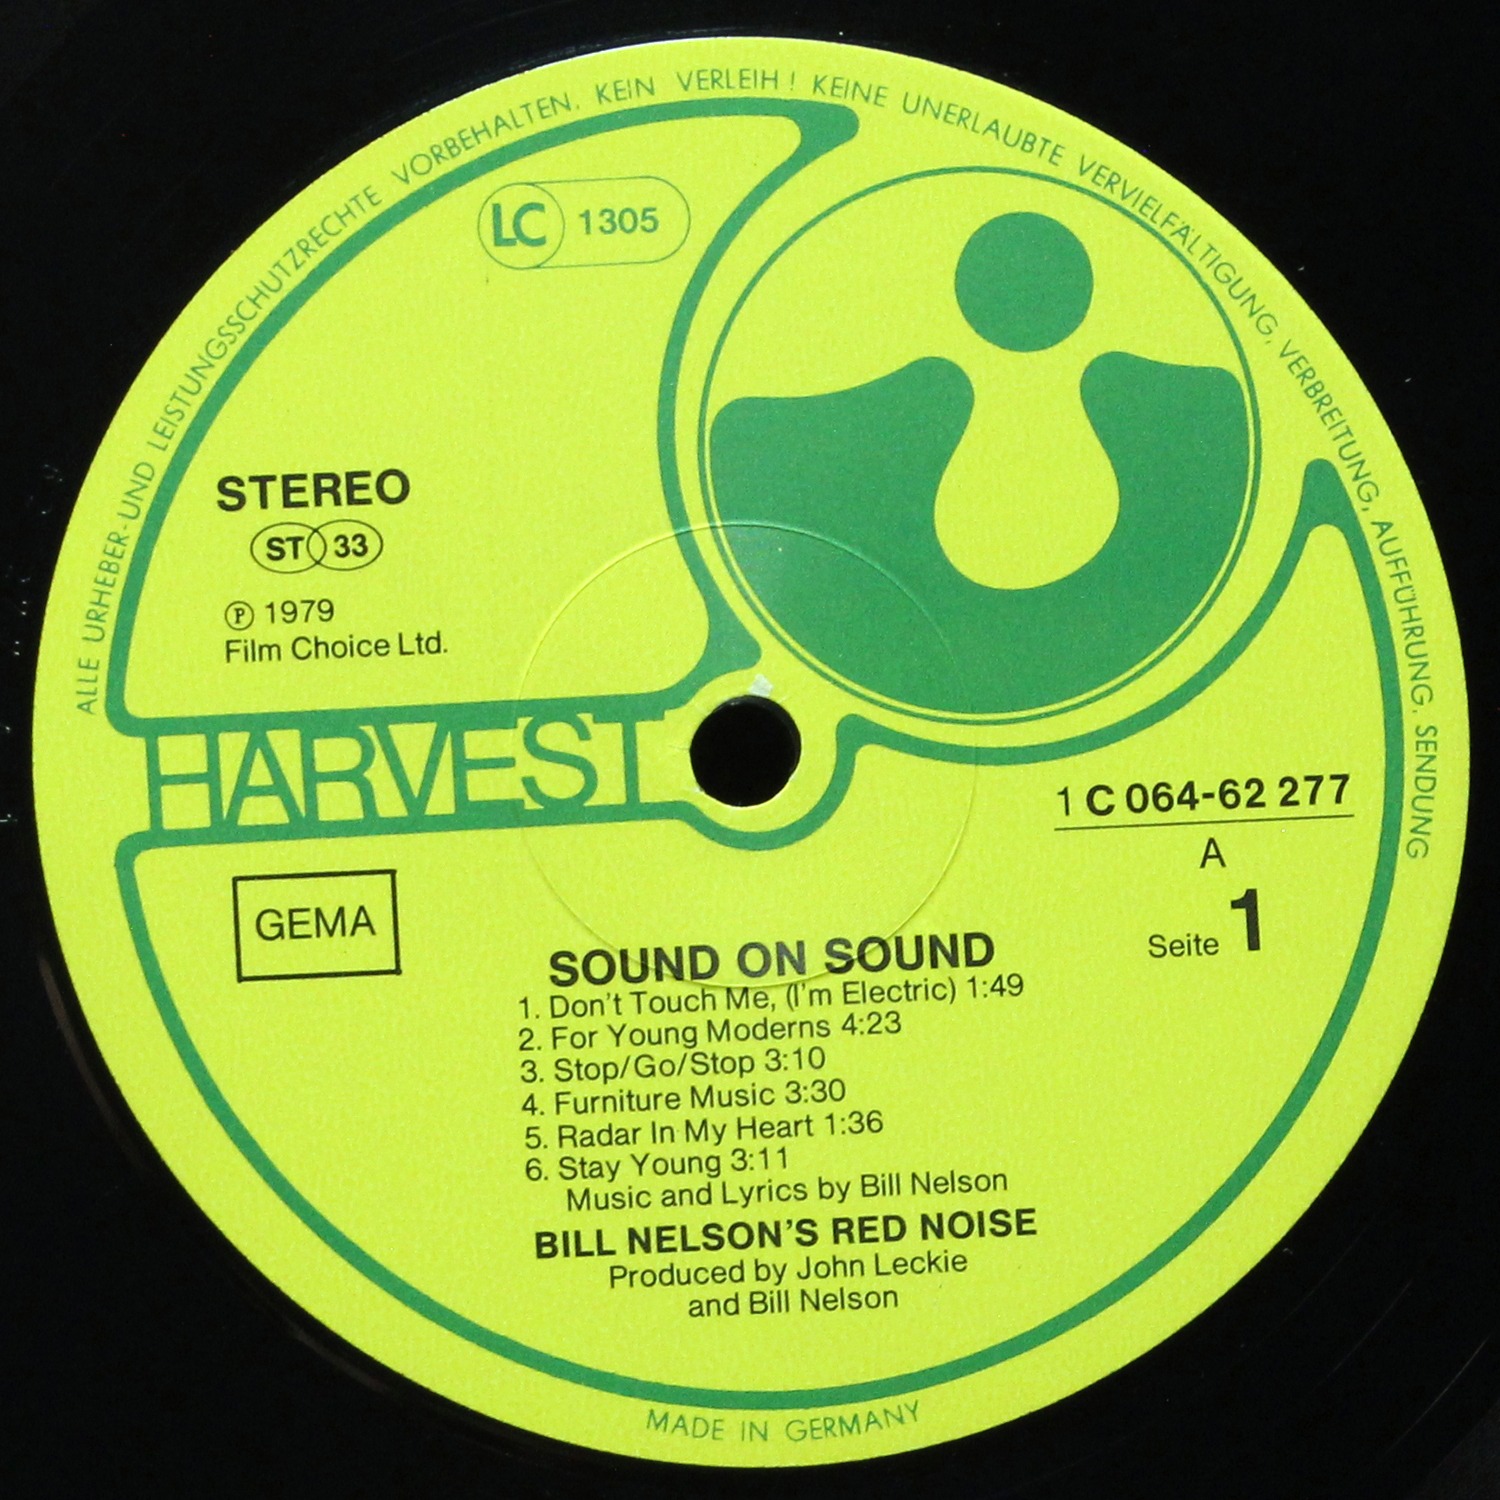 ALLE URHEBER- UND LEISTUNGSSCHUTZRECHTE VORBEHALTEN. KEIN VERLEIH! KEINE UNERLAUBTE VERVIELFÄLTIGUNG, VERBREITUNG, AUFFÜHRUNG, SENDUNG
LC 1305
STEREO
ST 33
Ⓟ 1979
Film Choice Ltd.
HARVEST
1 C 064-62 277
A
Seite 1
GEMA
SOUND ON SOUND
1. Don't Touch Me, (I'm Electric) 1:49
2. For Young Moderns 4:23
3. Stop/Go/Stop 3:10
4. Furniture Music 3:30
5. Radar In My Heart 1:36
6. Stay Young 3:11
Music and Lyrics by Bill Nelson
BILL NELSON'S RED NOISE
Produced by John Leckie
and Bill Nelson
MADE IN GERMANY